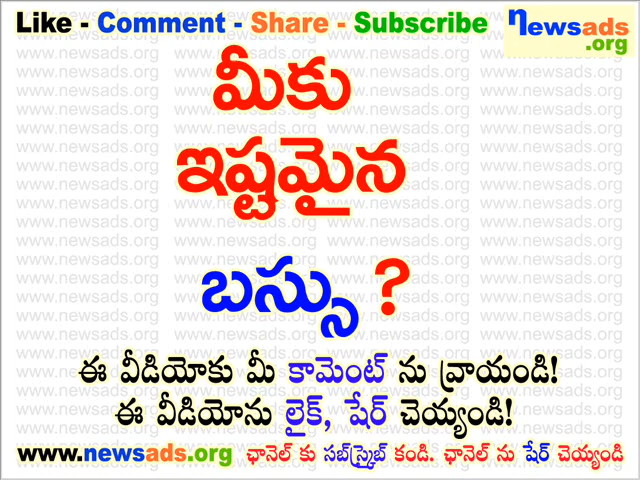 Like - Comment - Share - Subscribe
newsads
.org
మీకు
ఇష్టమైన
బస్సు ?
ఈ వీడియోకు మీ కామెంట్ ను వ్రాయండి!
ఈ వీడియోను లైక్, షేర్ చెయ్యండి!
www.newsads.org ఛానెల్ కు సబ్‌స్క్రైబ్ కండి. ఛానెల్ ను షేర్ చెయ్యండి